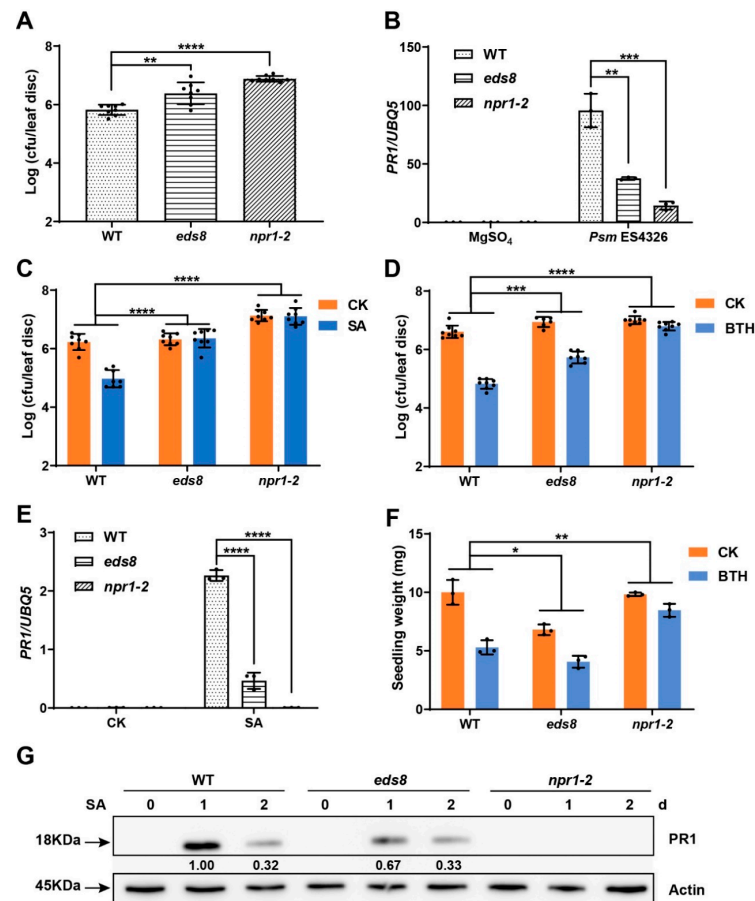 A
Log (cfu/leaf disc)
8
6
4
2
**
****
WT
eds8
npr1-2
B
PR1/UBQ5
150
100
50
0
WT
eds8
npr1-2
**
***
MgSO4
Psm ES4326
C
Log (cfu/leaf disc)
8
6
4
2
****
****
CK
SA
WT
eds8
npr1-2
D
Log (cfu/leaf disc)
8
6
4
2
***
****
CK
BTH
WT
eds8
npr1-2
E
PR1/UBQ5
3
2
1
0
WT
eds8
npr1-2
****
****
CK
SA
F
Seedling weight (mg)
15
10
5
0
*
**
CK
BTH
WT
eds8
npr1-2
G
WT eds8 npr1-2
SA 0 1 2 0 1 2 0 1 2 d
18KDa PR1
1.00 0.32 0.67 0.33
45KDa Actin